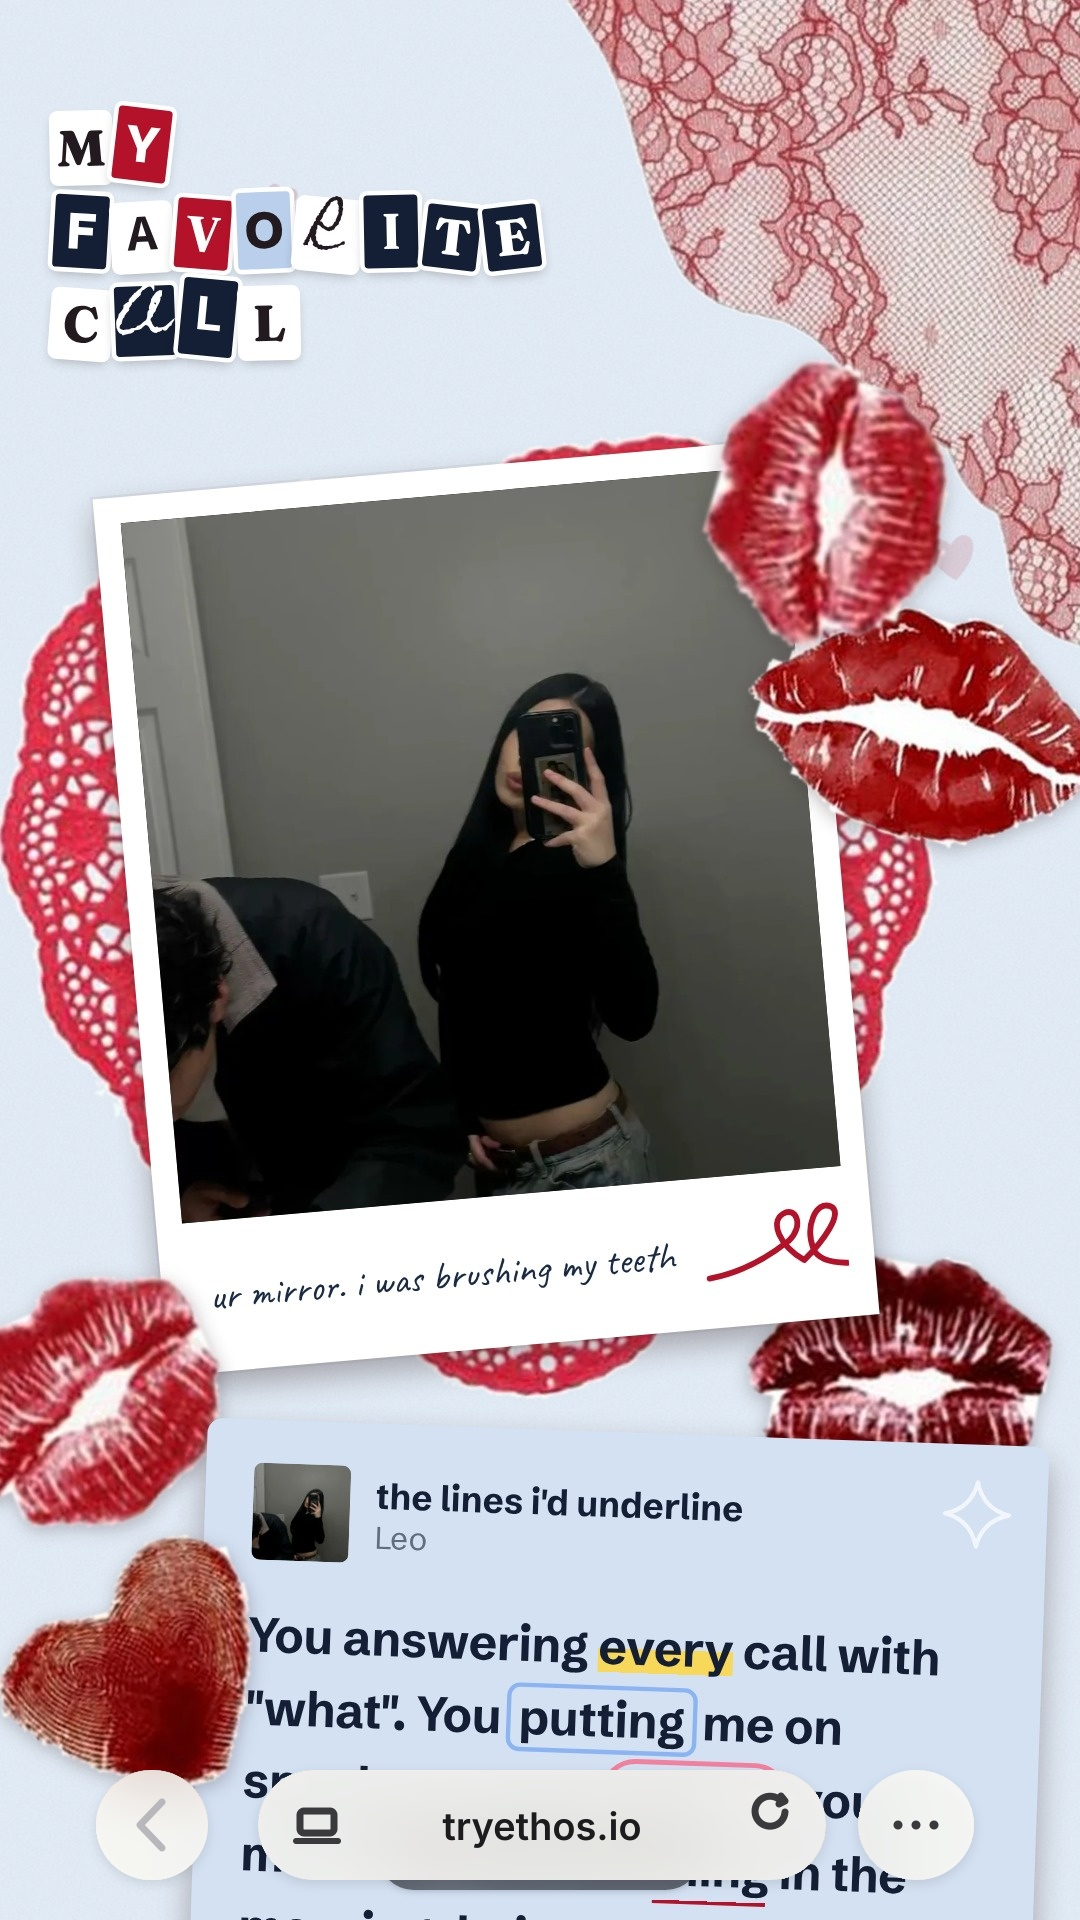 MY
FAVORITE
CALL
ur mirror. i was brushing my teeth
the lines i'd underline
Leo
You answering every call with
"what". You putting me on
in the
tryethos.io